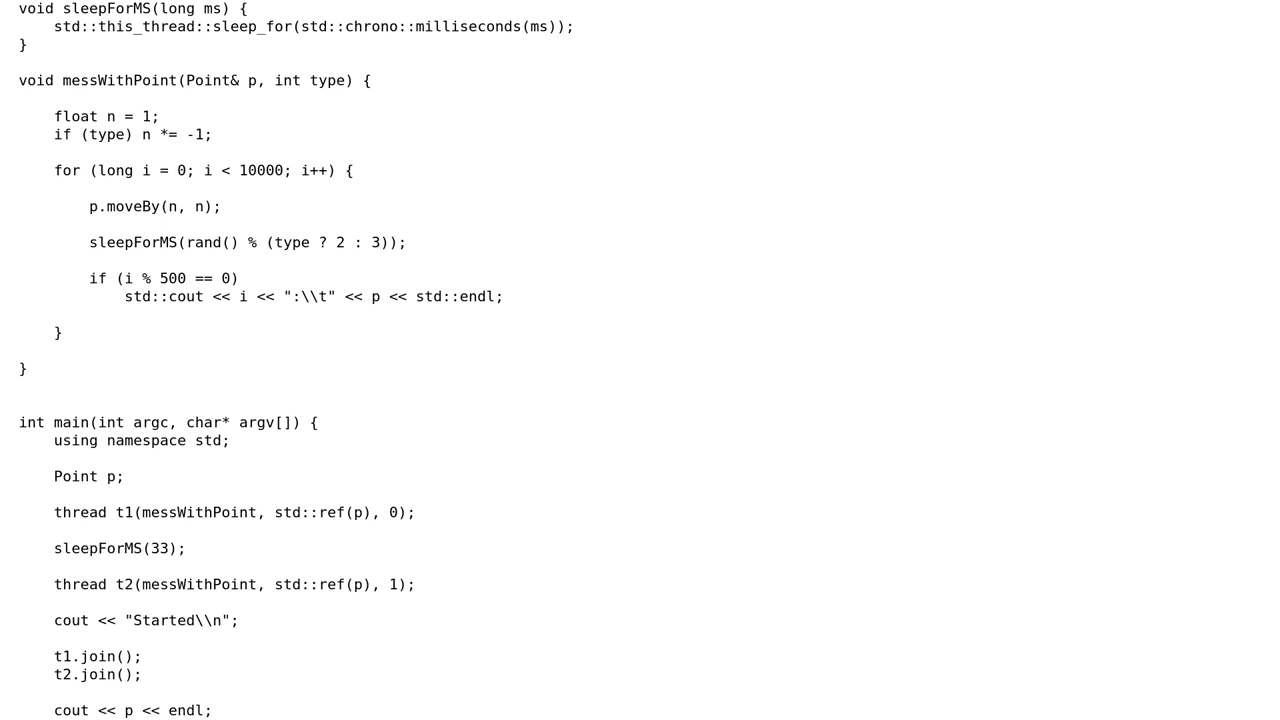 void sleepForMS(long ms) {
    std::this_thread::sleep_for(std::chrono::milliseconds(ms));
}

void messWithPoint(Point& p, int type) {

    float n = 1;
    if (type) n *= -1;

    for (long i = 0; i < 10000; i++) {

        p.moveBy(n, n);

        sleepForMS(rand() % (type ? 2 : 3));

        if (i % 500 == 0)
            std::cout << i << ":\\t" << p << std::endl;

    }

}


int main(int argc, char* argv[]) {
    using namespace std;

    Point p;

    thread t1(messWithPoint, std::ref(p), 0);

    sleepForMS(33);

    thread t2(messWithPoint, std::ref(p), 1);

    cout << "Started\\n";

    t1.join();
    t2.join();

    cout << p << endl;